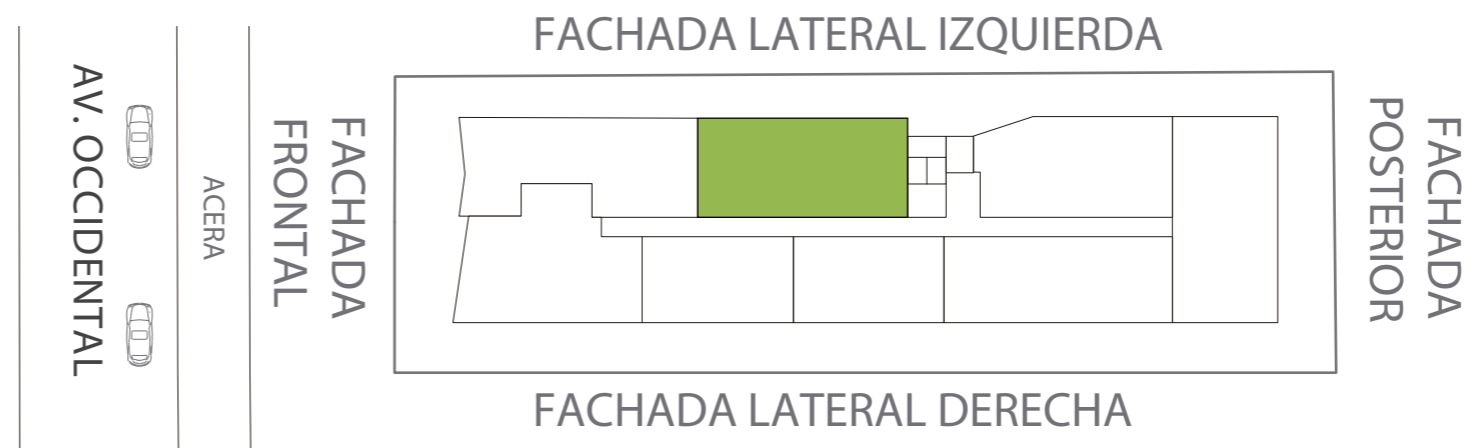 FACHADA LATERAL IZQUIERDA
AV. OCCIDENTAL
ACERA
FACHADA
FRONTAL
FACHADA
POSTERIOR
FACHADA LATERAL DERECHA